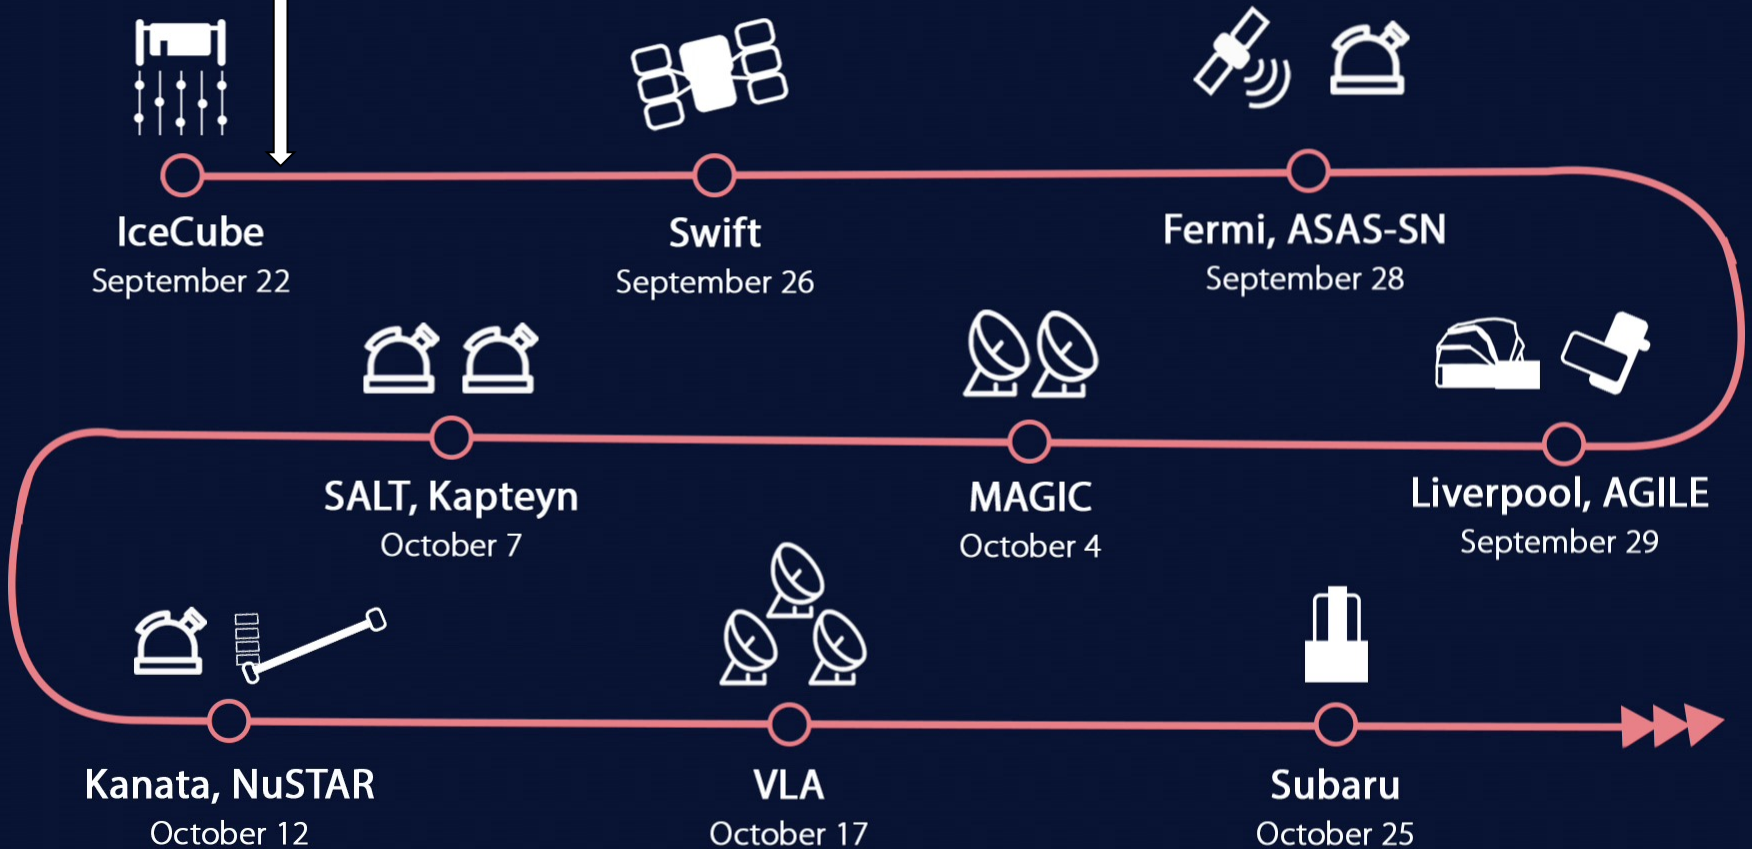 IceCube
September 22
Swift
September 26
Fermi, ASAS-SN
September 28
Liverpool, AGILE
September 29
MAGIC
October 4
SALT, Kapteyn
October 7
Kanata, NuSTAR
October 12
VLA
October 17
Subaru
October 25